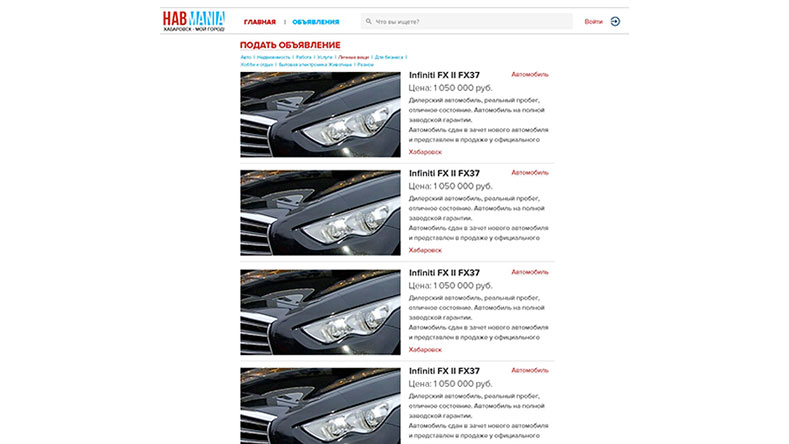 HABMANIA
ХАБАРОВСК - МОЙ ГОРОД!
ГЛАВНАЯ | ОБЪЯВЛЕНИЯ
Что вы ищете?
Войти
ПОДАТЬ ОБЪЯВЛЕНИЕ
Авто | Недвижимость | Работа | Услуги | Личные вещи | Для бизнеса |
Хобби и отдых | Бытовая электроника Животные | Разное
Infiniti FX II FX37
Автомобиль
Цена: 1 050 000 руб.
Дилерский автомобиль, реальный пробег,
отличное состояние. Автомобиль на полной
заводской гарантии.
Автомобиль сдан в зачет нового автомобиля
и представлен в продаже у официального
Хабаровск
Infiniti FX II FX37
Автомобиль
Цена: 1 050 000 руб.
Дилерский автомобиль, реальный пробег,
отличное состояние. Автомобиль на полной
заводской гарантии.
Автомобиль сдан в зачет нового автомобиля
и представлен в продаже у официального
Хабаровск
Infiniti FX II FX37
Автомобиль
Цена: 1 050 000 руб.
Дилерский автомобиль, реальный пробег,
отличное состояние. Автомобиль на полной
заводской гарантии.
Автомобиль сдан в зачет нового автомобиля
и представлен в продаже у официального
Хабаровск
Infiniti FX II FX37
Автомобиль
Цена: 1 050 000 руб.
Дилерский автомобиль, реальный пробег,
отличное состояние. Автомобиль на полной
заводской гарантии.
Автомобиль сдан в зачет нового автомобиля
и представлен в продаже у официального